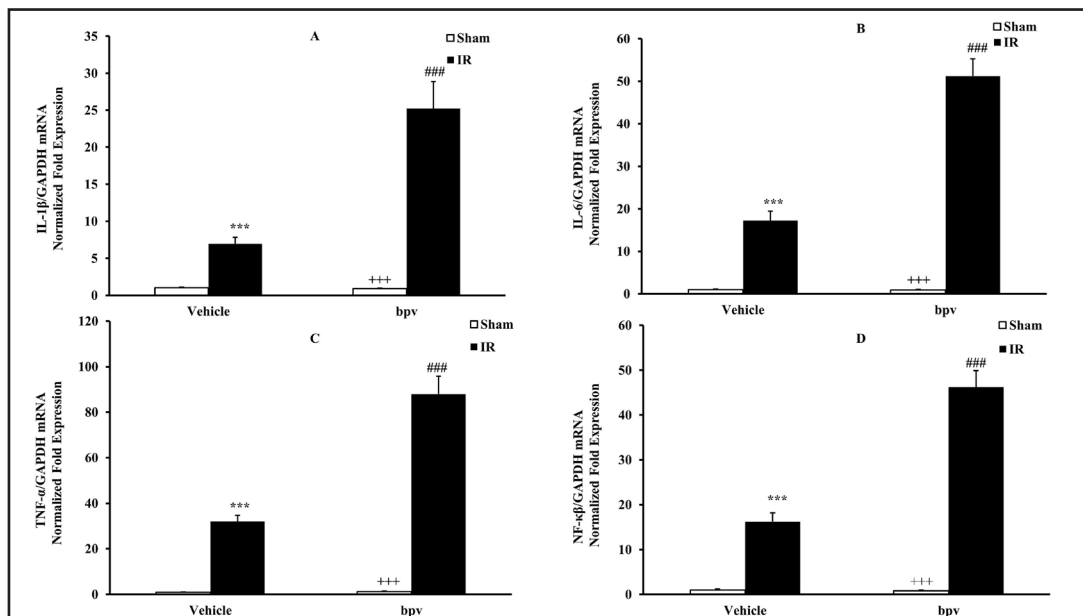 A
Sham
IR
IL-1β/GAPDH mRNA
Normalized Fold Expression
35
30
25
20
15
10
5
0
***
+++
###
Vehicle
bpv
B
Sham
IR
IL-6/GAPDH mRNA
Normalized Fold Expression
60
50
40
30
20
10
0
***
+++
###
Vehicle
bpv
C
Sham
IR
TNF-α/GAPDH mRNA
Normalized Fold Expression
120
100
80
60
40
20
0
***
+++
###
Vehicle
bpv
D
Sham
IR
NF-κβ/GAPDH mRNA
Normalized Fold Expression
60
50
40
30
20
10
0
***
+++
###
Vehicle
bpv